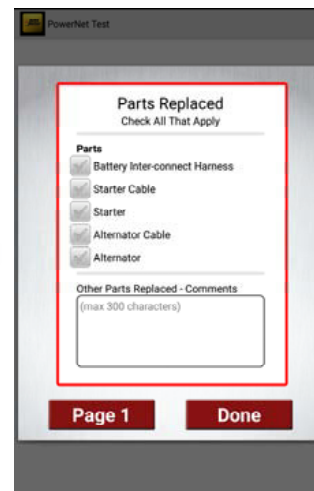 PowerNet Test
Parts Replaced
Check All That Apply
Parts
Battery Inter-connect Harness
Starter Cable
Starter
Alternator Cable
Alternator
Other Parts Replaced - Comments
(max 300 characters)
Page 1
Done